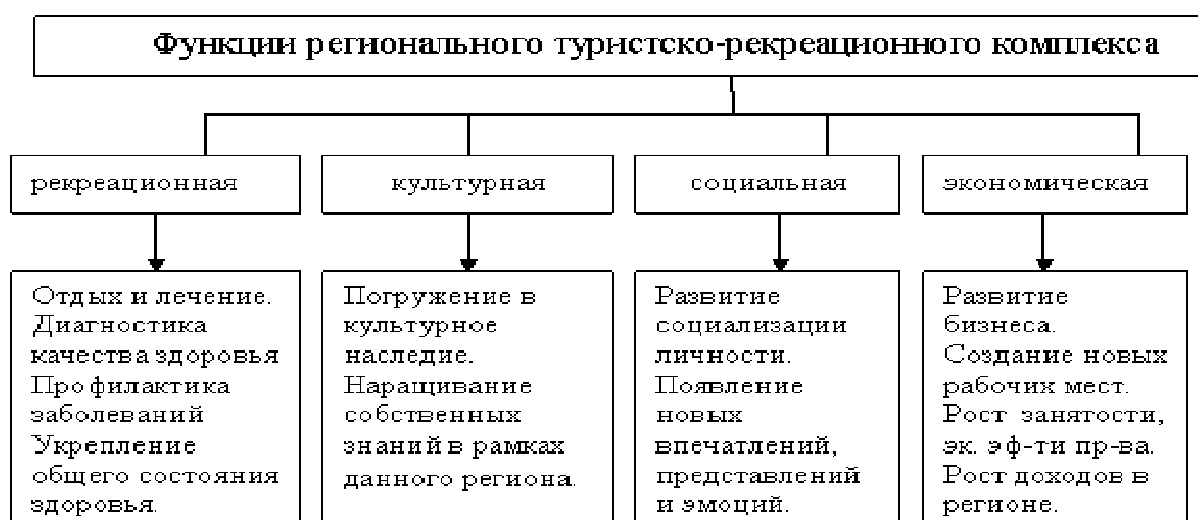 Функции регионального туристско-рекреационного комплекса
рекреационная
культурная
социальная
экономическая
Отдых и лечение.
Диагностика
качества здоровья
Профилактика
заболеваний
Укрепление
общего состояния
здоровья.
Погружение в
культурное
наследие.
Наращивание
собственных
знаний в рамках
данного региона.
Развитие
социализации
личности.
Появление
новых
впечатлений,
представлений
и эмоций.
Развитие
бизнеса.
Создание новых
рабочих мест.
Рост занятости,
эк. эф-ти пр-ва.
Рост доходов в
регионе.